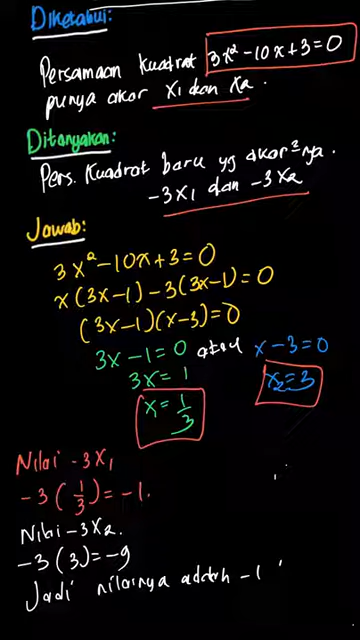 Diketahui:
Persamaan Kuadrat 3x² - 10x + 3 = 0
punya akar x1 dan x2.
Ditanyakan:
Pers. Kuadrat baru yg akar²nya
-3x1 dan -3x2
Jawab:
3x² - 10x + 3 = 0
x(3x-1) - 3(3x-1) = 0
(3x-1)(x-3) = 0
3x - 1 = 0 atau x - 3 = 0
3x = 1 x2 = 3
x = 1/3
Nilai -3x1
-3(1/3) = -1.
Nilai -3x2.
-3(3) = -9
Jadi nilainya adalah -1